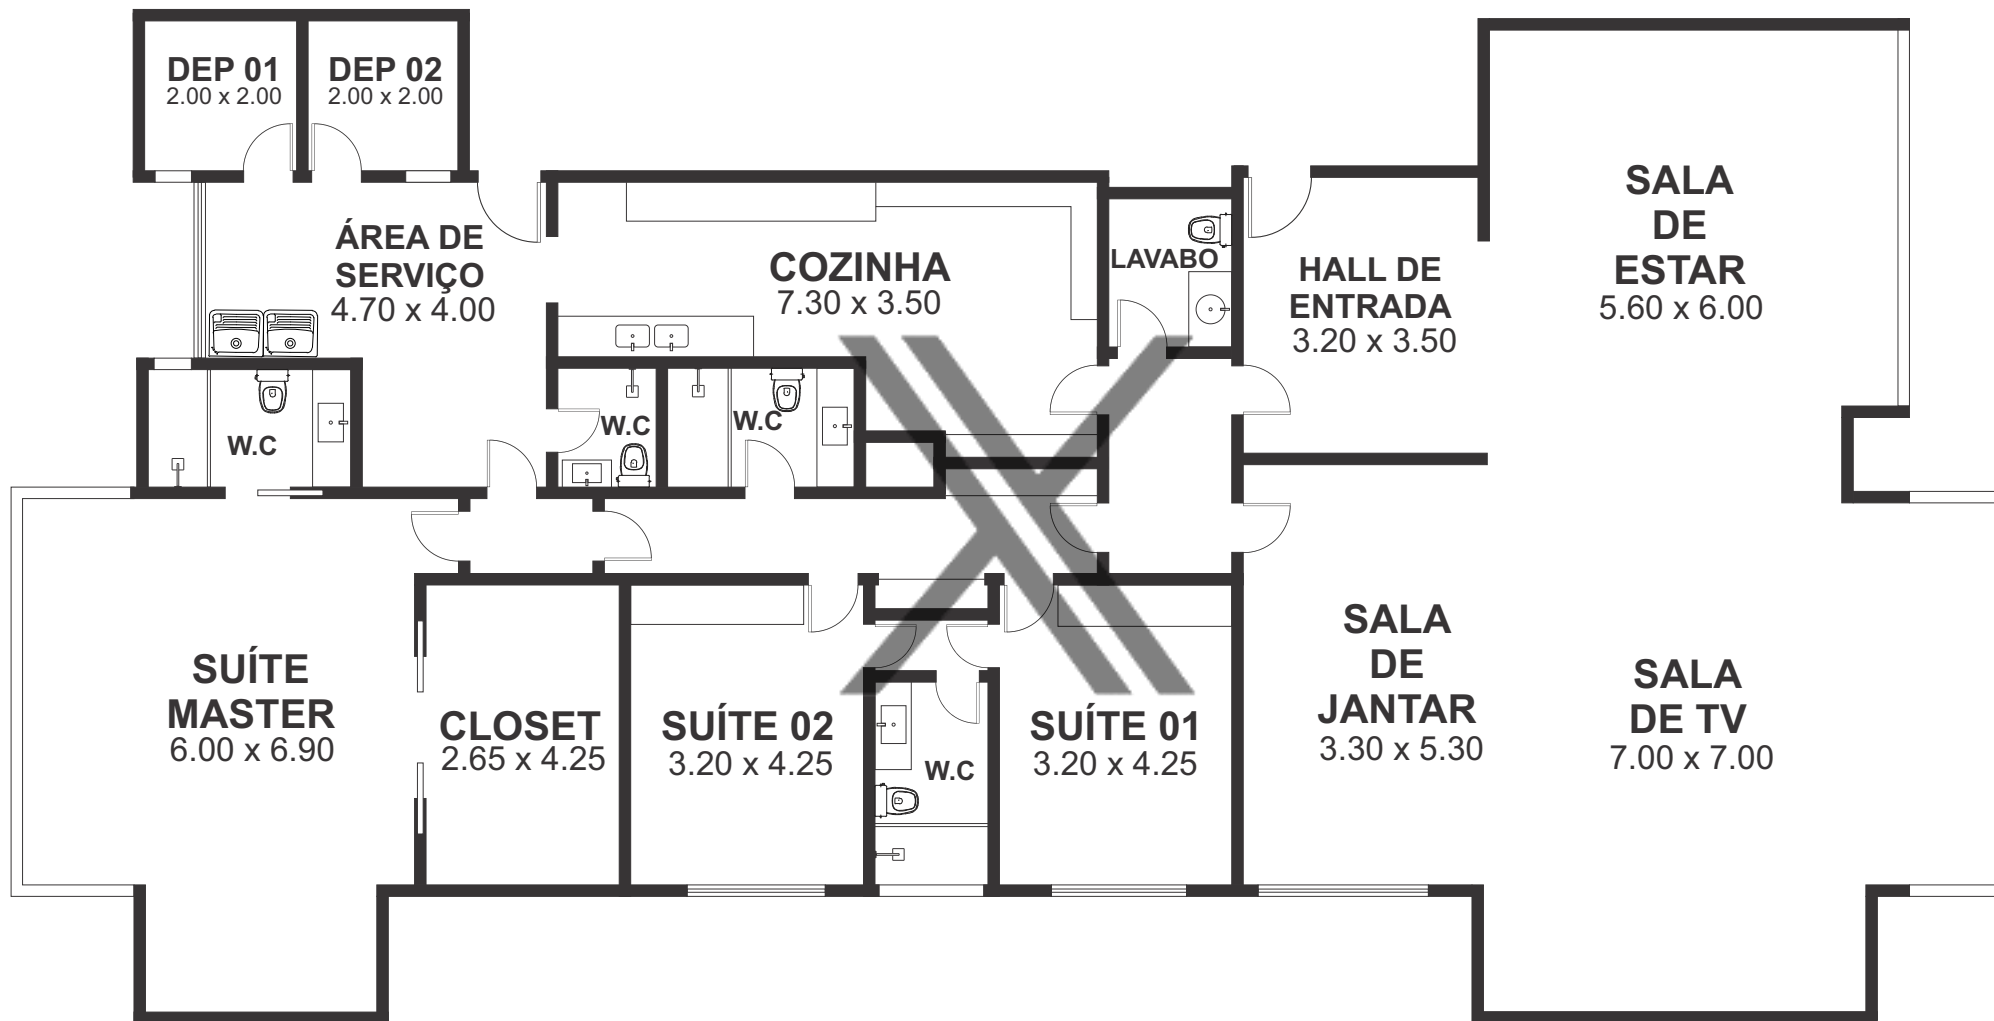 DEP 01
2.00 x 2.00
DEP 02
2.00 x 2.00
ÁREA DE
SERVIÇO
4.70 x 4.00
COZINHA
7.30 x 3.50
LAVABO
HALL DE
ENTRADA
3.20 x 3.50
SALA
DE
ESTAR
5.60 x 6.00
W.C
W.C
W.C
SUÍTE
MASTER
6.00 x 6.90
CLOSET
2.65 x 4.25
SUÍTE 02
3.20 x 4.25
W.C
SUÍTE 01
3.20 x 4.25
SALA
DE
JANTAR
3.30 x 5.30
SALA
DE TV
7.00 x 7.00